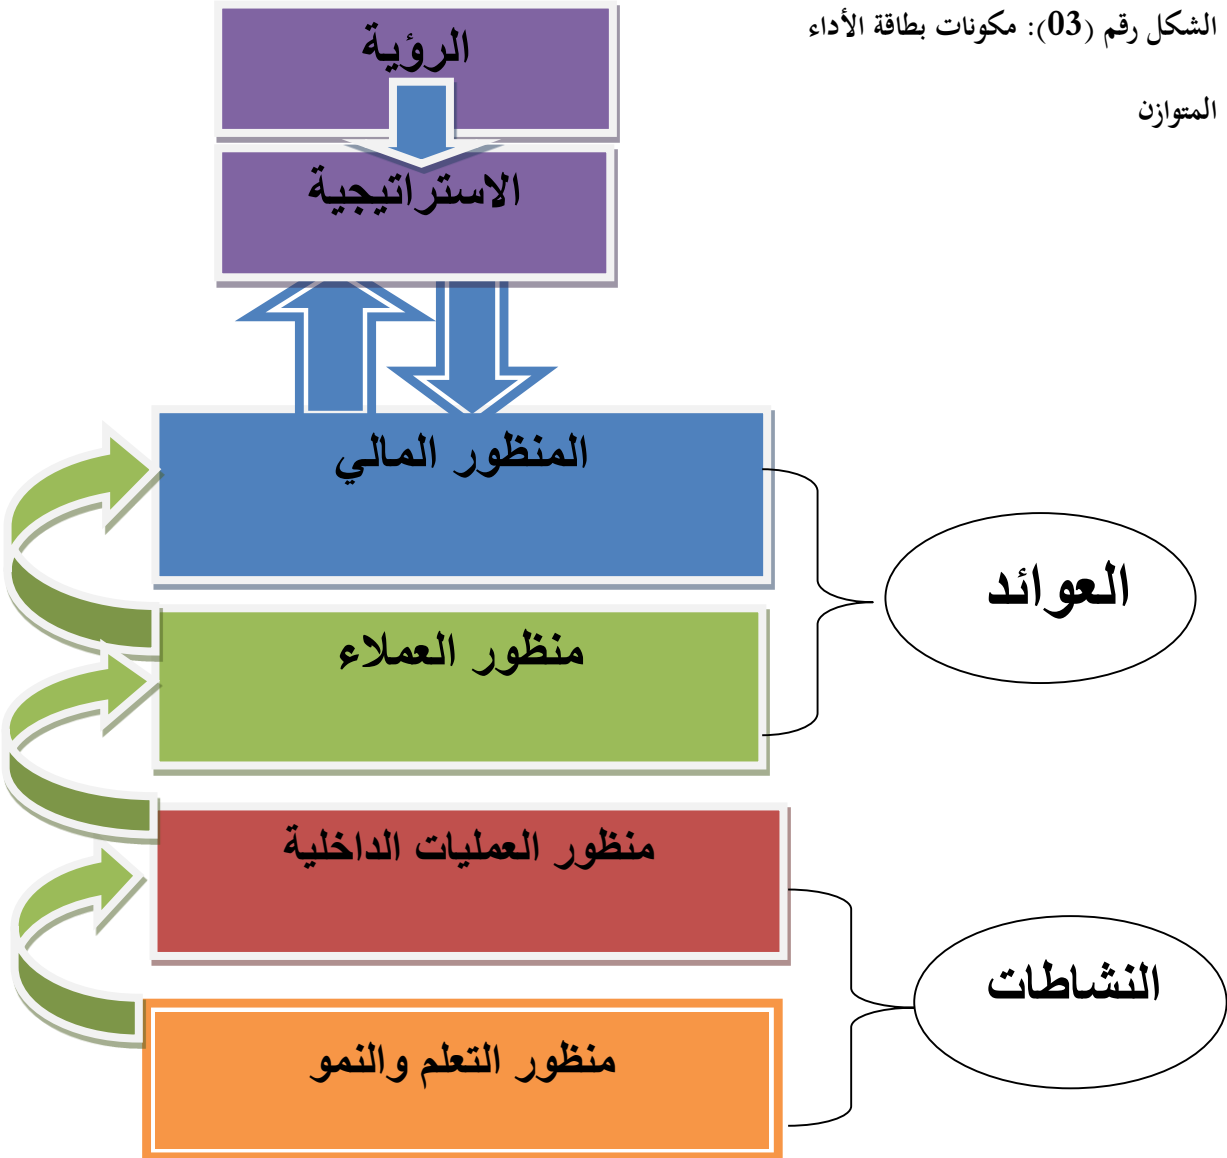 الشكل رقم (03): مكونات بطاقة الأداء
المتوازن
الرؤية
الاستراتيجية
المنظور المالي
منظور العملاء
العوائد
منظور العمليات الداخلية
منظور التعلم والنمو
النشاطات